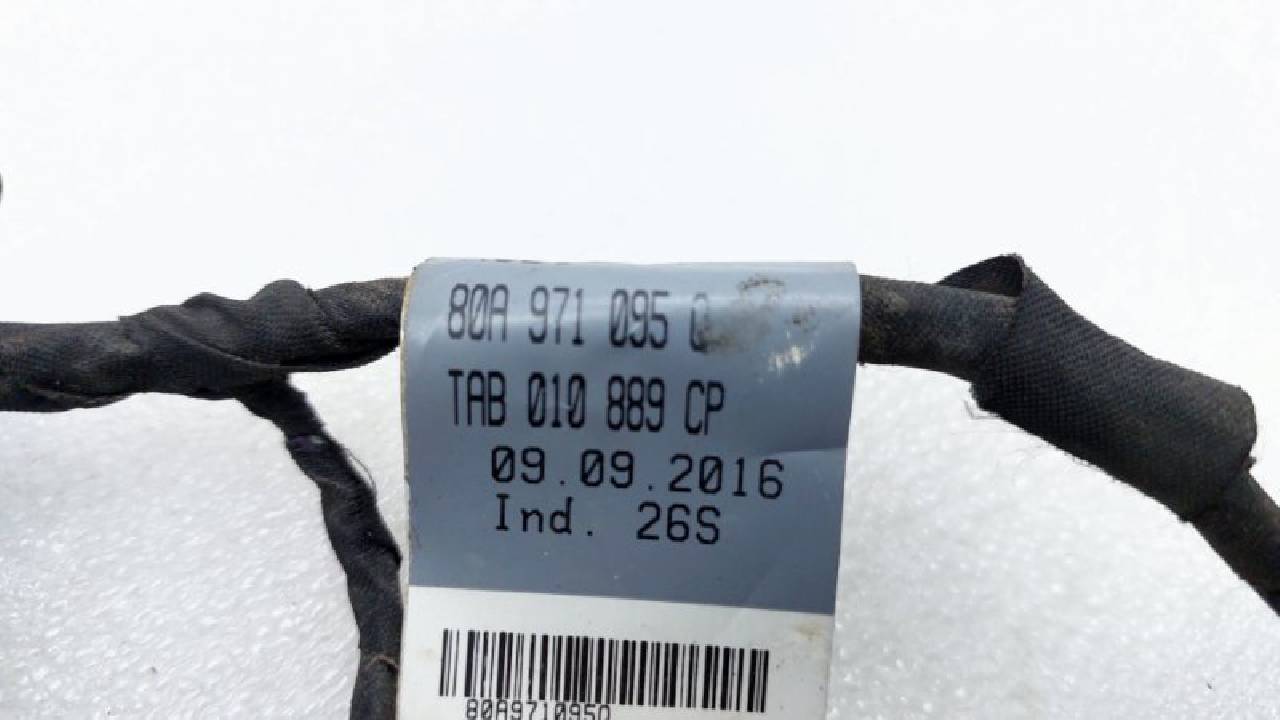 80A 971 095 Q
TAB 010 889 CP
09.09.2016
Ind. 26S
80A971095Q